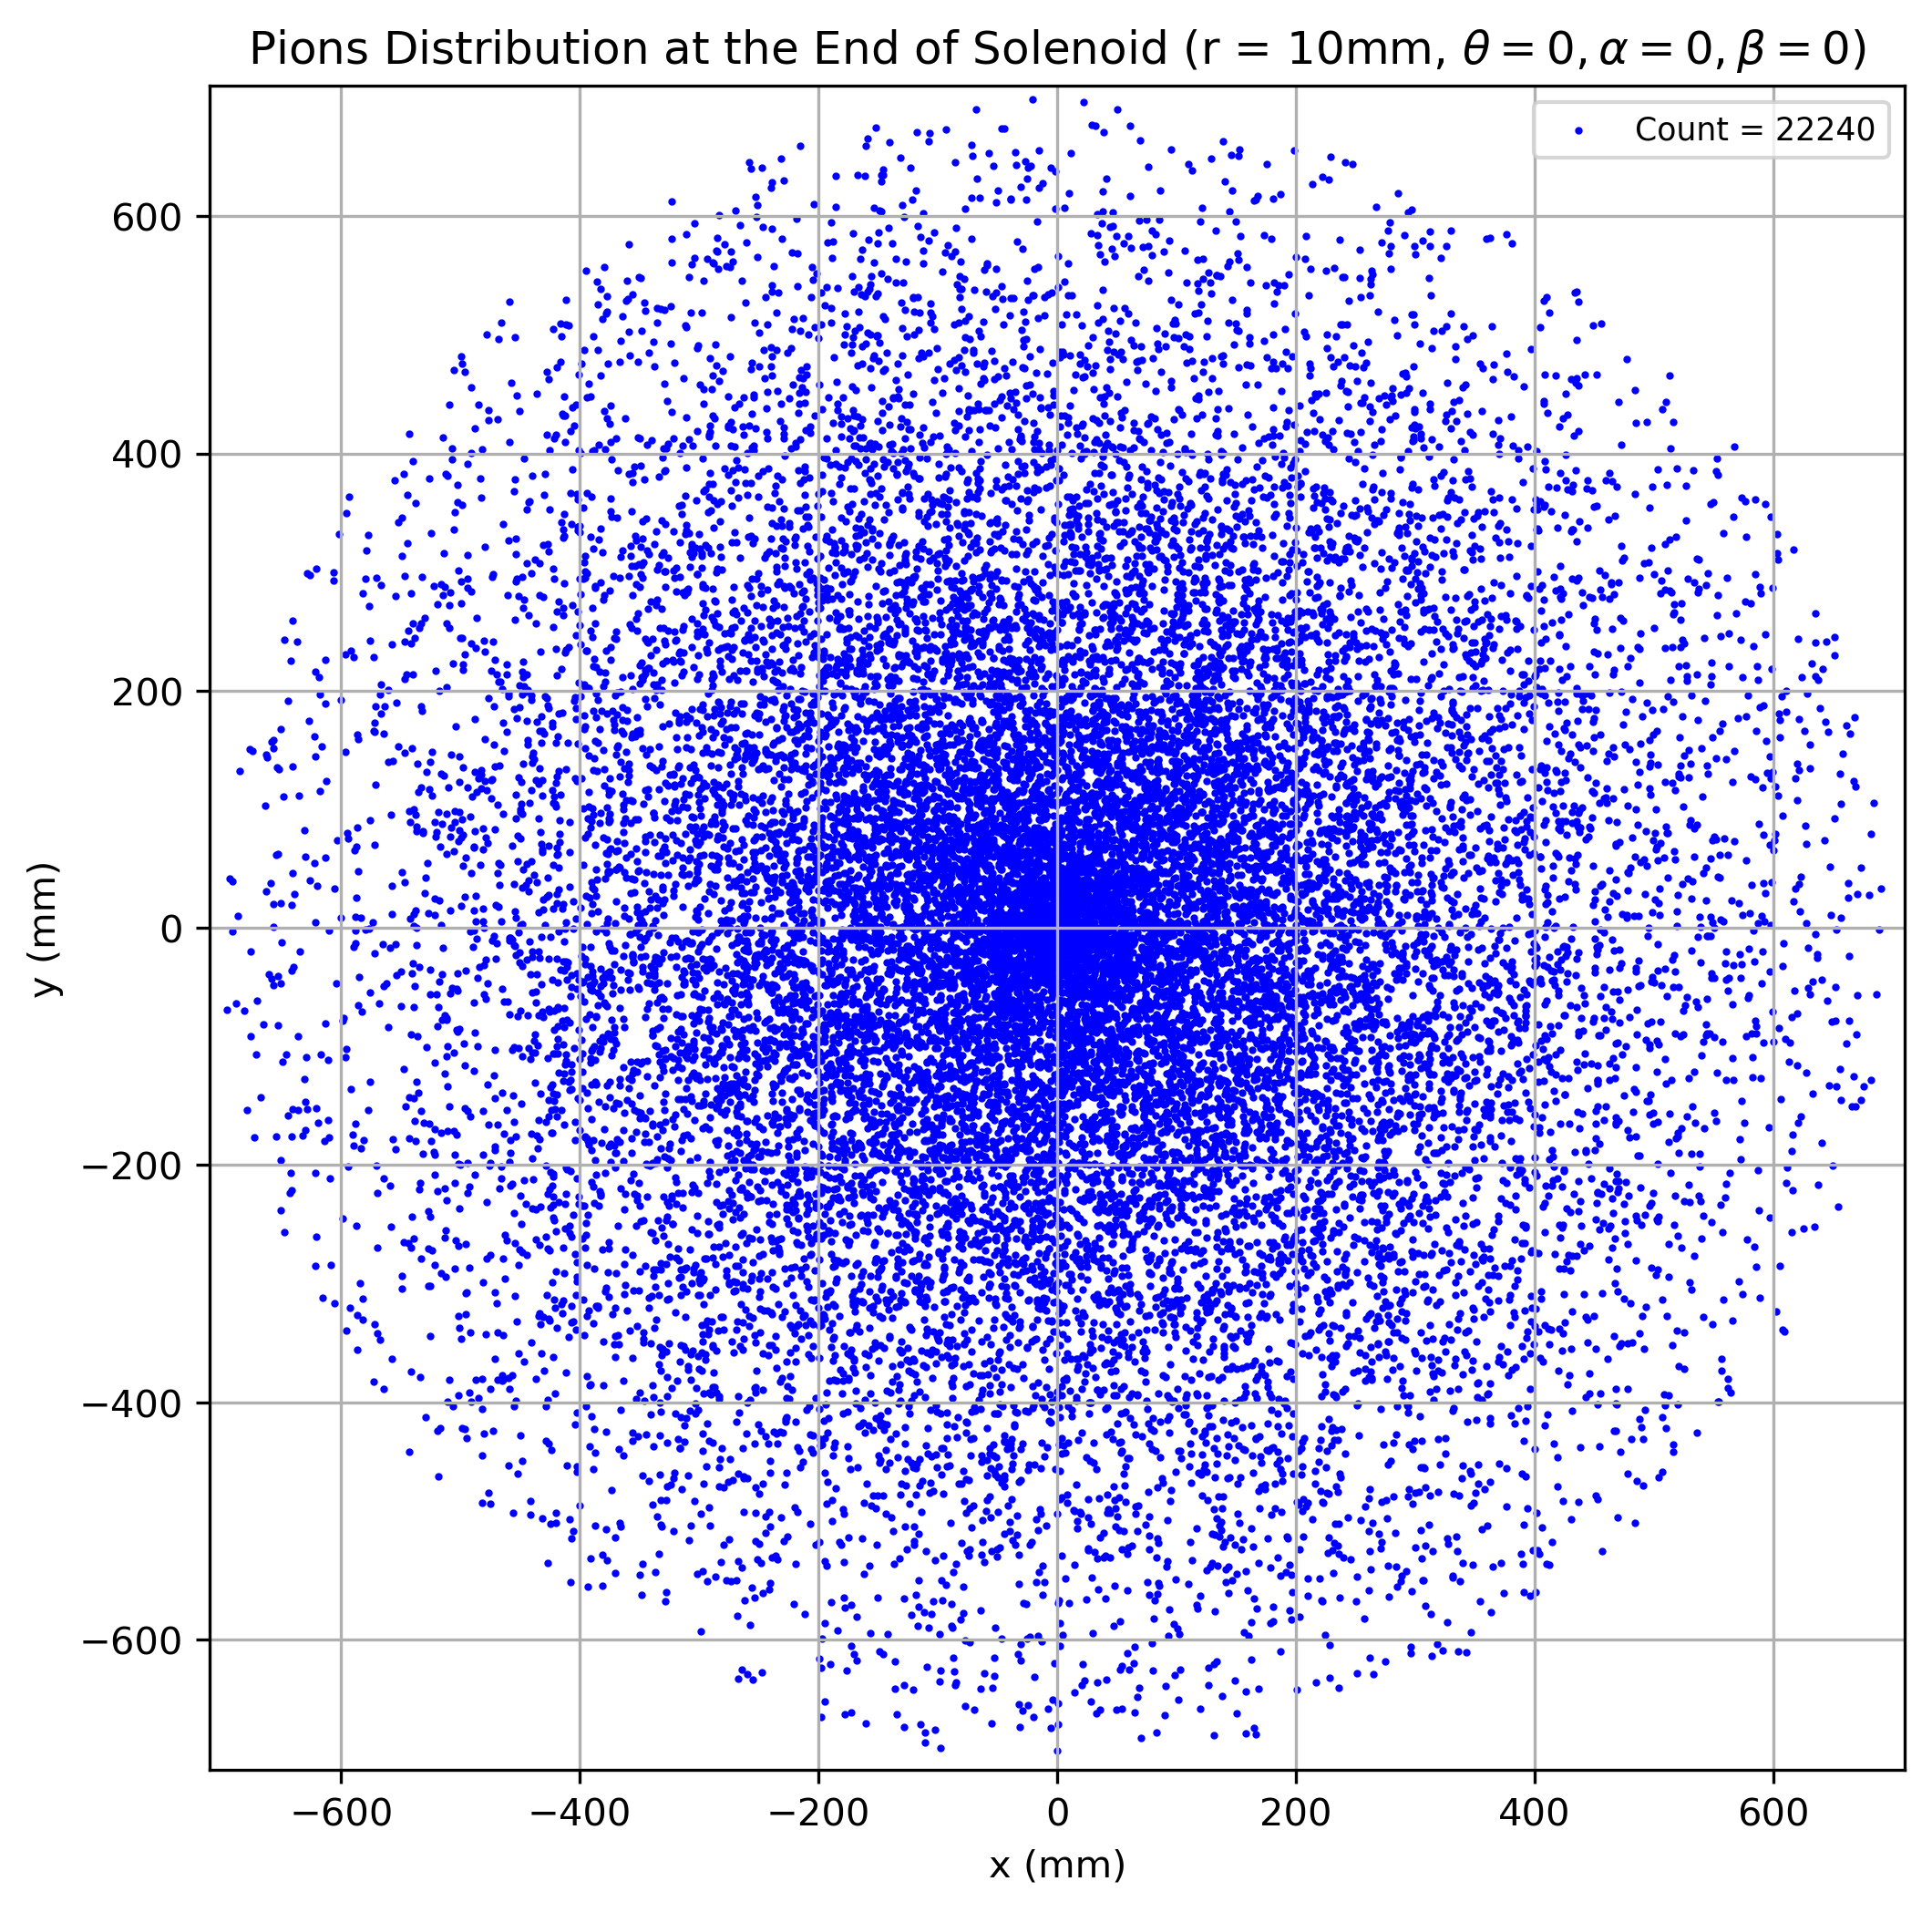 Pions Distribution at the End of Solenoid (r = 10mm, θ = 0, α = 0, β = 0)
Count = 22240
600
400
200
0
−200
−400
−600
y (mm)
−600 −400 −200 0 200 400 600
x (mm)